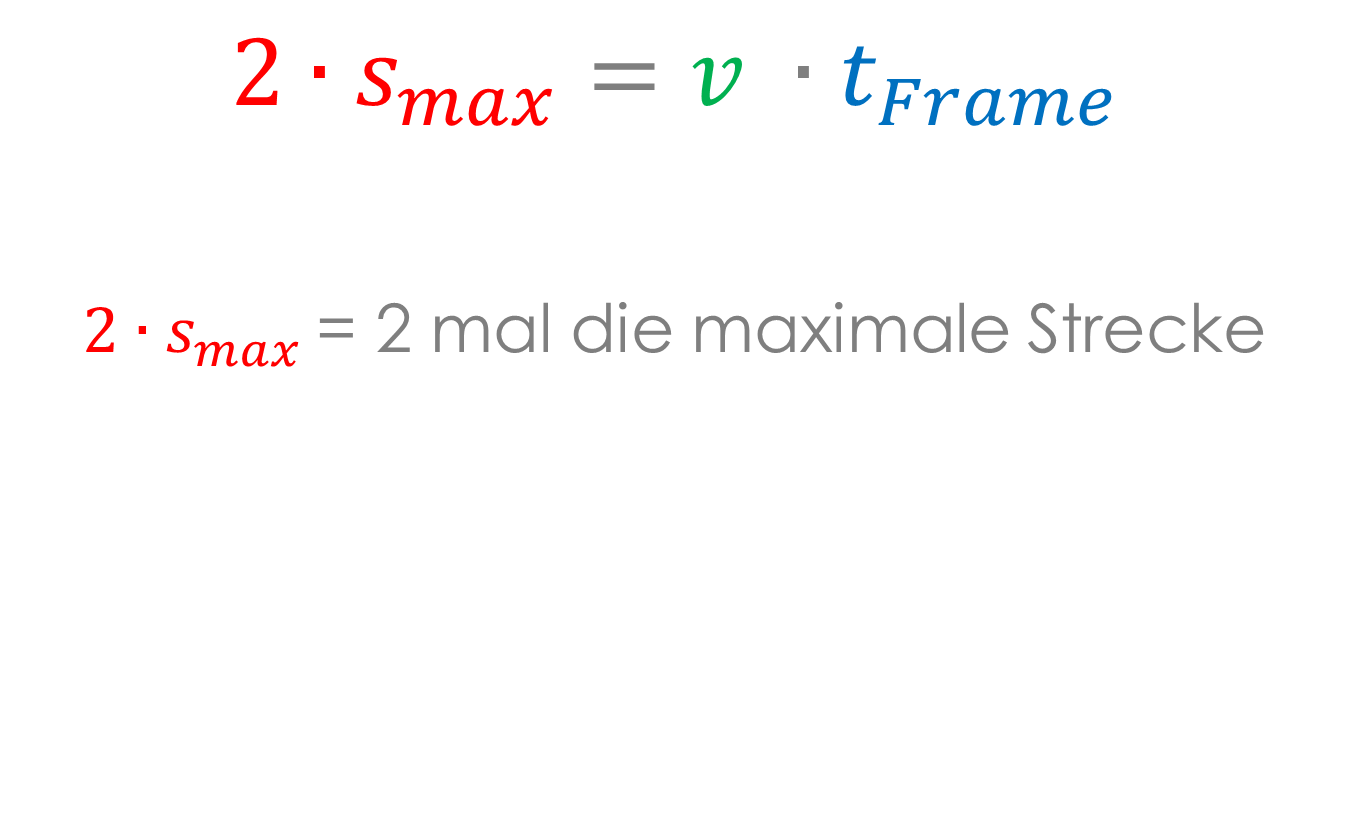 2 · s_max = v · t_Frame
2 · s_max = 2 mal die maximale Strecke